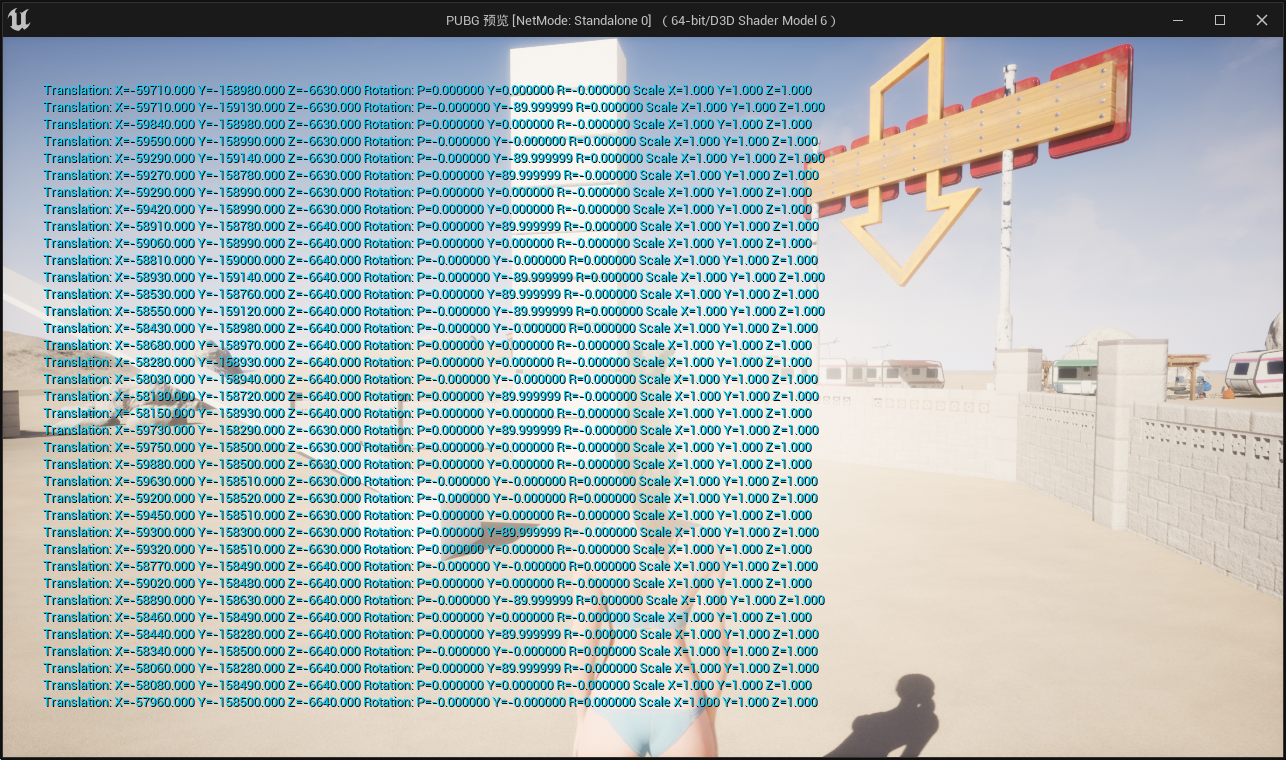 PUBG 预览 [NetMode: Standalone 0] ( 64-bit/D3D Shader Model 6 )
Translation: X=-59710.000 Y=-158980.000 Z=-6630.000 Rotation: P=0.000000 Y=0.000000 R=-0.000000 Scale X=1.000 Y=1.000 Z=1.000
Translation: X=-59710.000 Y=-159130.000 Z=-6630.000 Rotation: P=-0.000000 Y=-89.999999 R=0.000000 Scale X=1.000 Y=1.000 Z=1.000
Translation: X=-59840.000 Y=-158980.000 Z=-6630.000 Rotation: P=0.000000 Y=0.000000 R=-0.000000 Scale X=1.000 Y=1.000 Z=1.000
Translation: X=-59590.000 Y=-158990.000 Z=-6630.000 Rotation: P=-0.000000 Y=-0.000000 R=0.000000 Scale X=1.000 Y=1.000 Z=1.000
Translation: X=-59290.000 Y=-159140.000 Z=-6630.000 Rotation: P=-0.000000 Y=-89.999999 R=0.000000 Scale X=1.000 Y=1.000 Z=1.000
Translation: X=-59270.000 Y=-158780.000 Z=-6630.000 Rotation: P=0.000000 Y=89.999999 R=-0.000000 Scale X=1.000 Y=1.000 Z=1.000
Translation: X=-59290.000 Y=-158990.000 Z=-6630.000 Rotation: P=0.000000 Y=0.000000 R=-0.000000 Scale X=1.000 Y=1.000 Z=1.000
Translation: X=-59420.000 Y=-158990.000 Z=-6630.000 Rotation: P=0.000000 Y=0.000000 R=-0.000000 Scale X=1.000 Y=1.000 Z=1.000
Translation: X=-58910.000 Y=-158780.000 Z=-6640.000 Rotation: P=0.000000 Y=89.999999 R=-0.000000 Scale X=1.000 Y=1.000 Z=1.000
Translation: X=-59060.000 Y=-158990.000 Z=-6640.000 Rotation: P=0.000000 Y=0.000000 R=-0.000000 Scale X=1.000 Y=1.000 Z=1.000
Translation: X=-58810.000 Y=-159000.000 Z=-6640.000 Rotation: P=-0.000000 Y=-0.000000 R=0.000000 Scale X=1.000 Y=1.000 Z=1.000
Translation: X=-58930.000 Y=-159140.000 Z=-6640.000 Rotation: P=-0.000000 Y=-89.999999 R=0.000000 Scale X=1.000 Y=1.000 Z=1.000
Translation: X=-58530.000 Y=-158760.000 Z=-6640.000 Rotation: P=0.000000 Y=89.999999 R=-0.000000 Scale X=1.000 Y=1.000 Z=1.000
Translation: X=-58550.000 Y=-159120.000 Z=-6640.000 Rotation: P=-0.000000 Y=-89.999999 R=0.000000 Scale X=1.000 Y=1.000 Z=1.000
Translation: X=-58430.000 Y=-158980.000 Z=-6640.000 Rotation: P=-0.000000 Y=-0.000000 R=0.000000 Scale X=1.000 Y=1.000 Z=1.000
Translation: X=-58680.000 Y=-158970.000 Z=-6640.000 Rotation: P=0.000000 Y=0.000000 R=-0.000000 Scale X=1.000 Y=1.000 Z=1.000
Translation: X=-58280.000 Y=-158930.000 Z=-6640.000 Rotation: P=0.000000 Y=0.000000 R=-0.000000 Scale X=1.000 Y=1.000 Z=1.000
Translation: X=-58030.000 Y=-158940.000 Z=-6640.000 Rotation: P=-0.000000 Y=-0.000000 R=0.000000 Scale X=1.000 Y=1.000 Z=1.000
Translation: X=-58130.000 Y=-158720.000 Z=-6640.000 Rotation: P=0.000000 Y=89.999999 R=-0.000000 Scale X=1.000 Y=1.000 Z=1.000
Translation: X=-58150.000 Y=-158930.000 Z=-6640.000 Rotation: P=0.000000 Y=0.000000 R=-0.000000 Scale X=1.000 Y=1.000 Z=1.000
Translation: X=-59730.000 Y=-158290.000 Z=-6630.000 Rotation: P=0.000000 Y=89.999999 R=-0.000000 Scale X=1.000 Y=1.000 Z=1.000
Translation: X=-59750.000 Y=-158500.000 Z=-6630.000 Rotation: P=0.000000 Y=0.000000 R=-0.000000 Scale X=1.000 Y=1.000 Z=1.000
Translation: X=-59880.000 Y=-158500.000 Z=-6630.000 Rotation: P=0.000000 Y=0.000000 R=-0.000000 Scale X=1.000 Y=1.000 Z=1.000
Translation: X=-59630.000 Y=-158510.000 Z=-6630.000 Rotation: P=-0.000000 Y=-0.000000 R=0.000000 Scale X=1.000 Y=1.000 Z=1.000
Translation: X=-59200.000 Y=-158520.000 Z=-6630.000 Rotation: P=-0.000000 Y=-0.000000 R=0.000000 Scale X=1.000 Y=1.000 Z=1.000
Translation: X=-59450.000 Y=-158510.000 Z=-6630.000 Rotation: P=0.000000 Y=0.000000 R=-0.000000 Scale X=1.000 Y=1.000 Z=1.000
Translation: X=-59300.000 Y=-158300.000 Z=-6630.000 Rotation: P=0.000000 Y=89.999999 R=-0.000000 Scale X=1.000 Y=1.000 Z=1.000
Translation: X=-59320.000 Y=-158510.000 Z=-6630.000 Rotation: P=0.000000 Y=0.000000 R=-0.000000 Scale X=1.000 Y=1.000 Z=1.000
Translation: X=-58770.000 Y=-158490.000 Z=-6640.000 Rotation: P=-0.000000 Y=-0.000000 R=0.000000 Scale X=1.000 Y=1.000 Z=1.000
Translation: X=-59020.000 Y=-158480.000 Z=-6640.000 Rotation: P=0.000000 Y=0.000000 R=-0.000000 Scale X=1.000 Y=1.000 Z=1.000
Translation: X=-58890.000 Y=-158630.000 Z=-6640.000 Rotation: P=-0.000000 Y=-89.999999 R=0.000000 Scale X=1.000 Y=1.000 Z=1.000
Translation: X=-58460.000 Y=-158490.000 Z=-6640.000 Rotation: P=0.000000 Y=0.000000 R=-0.000000 Scale X=1.000 Y=1.000 Z=1.000
Translation: X=-58440.000 Y=-158280.000 Z=-6640.000 Rotation: P=0.000000 Y=89.999999 R=-0.000000 Scale X=1.000 Y=1.000 Z=1.000
Translation: X=-58340.000 Y=-158500.000 Z=-6640.000 Rotation: P=-0.000000 Y=-0.000000 R=0.000000 Scale X=1.000 Y=1.000 Z=1.000
Translation: X=-58060.000 Y=-158280.000 Z=-6640.000 Rotation: P=0.000000 Y=89.999999 R=-0.000000 Scale X=1.000 Y=1.000 Z=1.000
Translation: X=-58080.000 Y=-158490.000 Z=-6640.000 Rotation: P=0.000000 Y=0.000000 R=-0.000000 Scale X=1.000 Y=1.000 Z=1.000
Translation: X=-57960.000 Y=-158500.000 Z=-6640.000 Rotation: P=-0.000000 Y=-0.000000 R=0.000000 Scale X=1.000 Y=1.000 Z=1.000